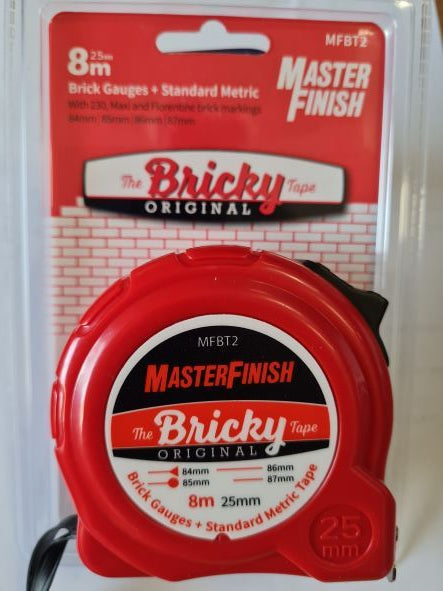 MFBT2
25mm
8m
MASTER
FINISH
Brick Gauges + Standard Metric
With 230, Maxi and Florentine brick markings
84mm | 85mm | 86mm | 87mm
The Bricky Tape
ORIGINAL
MFBT2
MASTERFINISH
The Bricky Tape
ORIGINAL
84mm 86mm
85mm 87mm
8m 25mm
Brick Gauges + Standard Metric Tape
25
mm